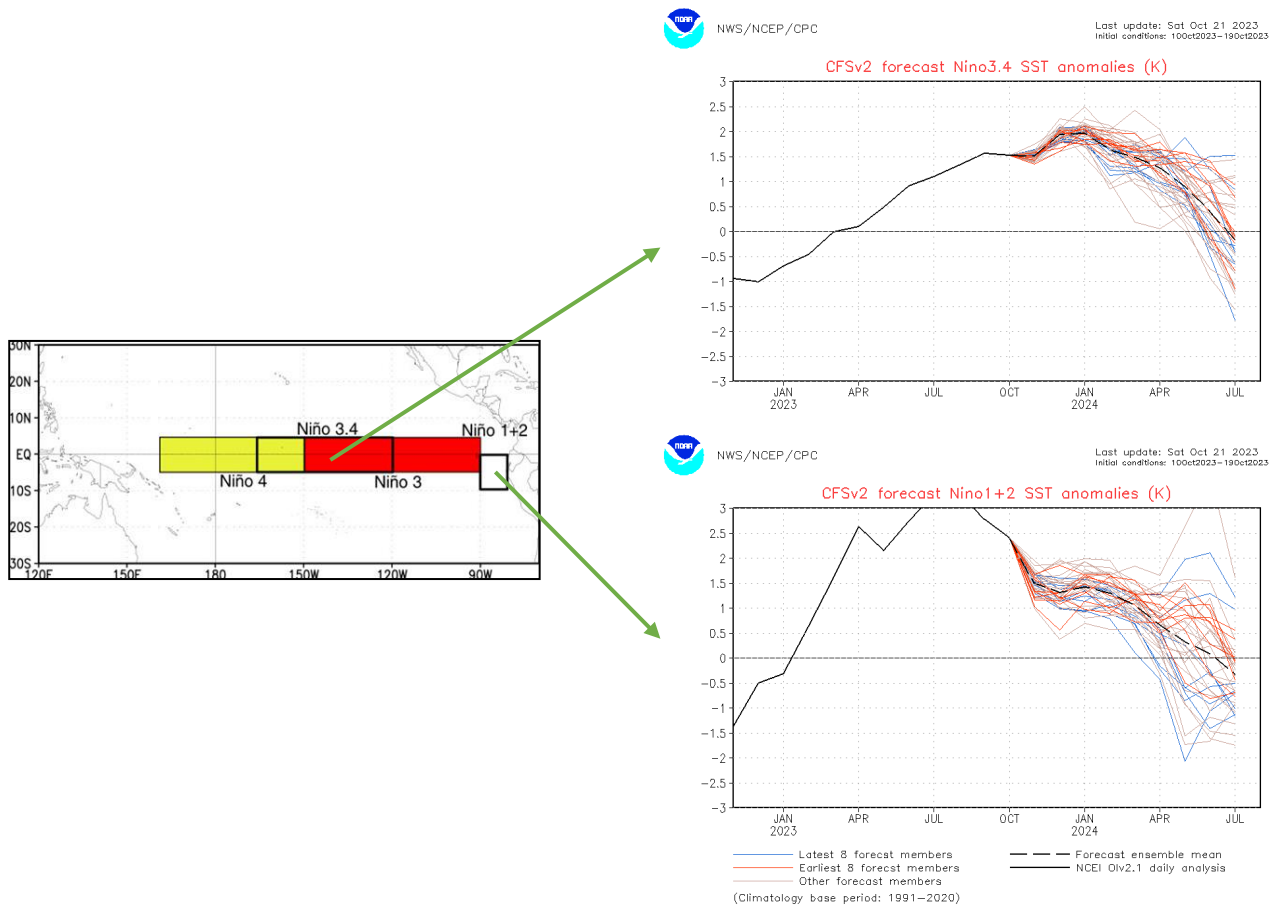 NOAA
NWS/NCEP/CPC
Last update: Sat Oct 21 2023
Initial conditions: 10Oct2023-19Oct2023
CFSv2 forecast Nino3.4 SST anomalies (K)
3
2.5
2
1.5
1
0.5
0
-0.5
-1
-1.5
-2
-2.5
-3
JAN APR JUL OCT JAN APR JUL
2023 2024
30N
20N
10N
EQ
10S
20S
30S
Niño 3.4
Niño 1+2
Niño 4
Niño 3
120E 150E 180 150W 120W 90W
NOAA
NWS/NCEP/CPC
Last update: Sat Oct 21 2023
Initial conditions: 10Oct2023-19Oct2023
CFSv2 forecast Nino1+2 SST anomalies (K)
3
2.5
2
1.5
1
0.5
0
-0.5
-1
-1.5
-2
-2.5
-3
JAN APR JUL OCT JAN APR JUL
2023 2024
Latest 8 forecst members
Earliest 8 forecst members
Other forecast members
Forecast ensemble mean
NCEI OIv2.1 daily analysis
(Climatology base period: 1991-2020)